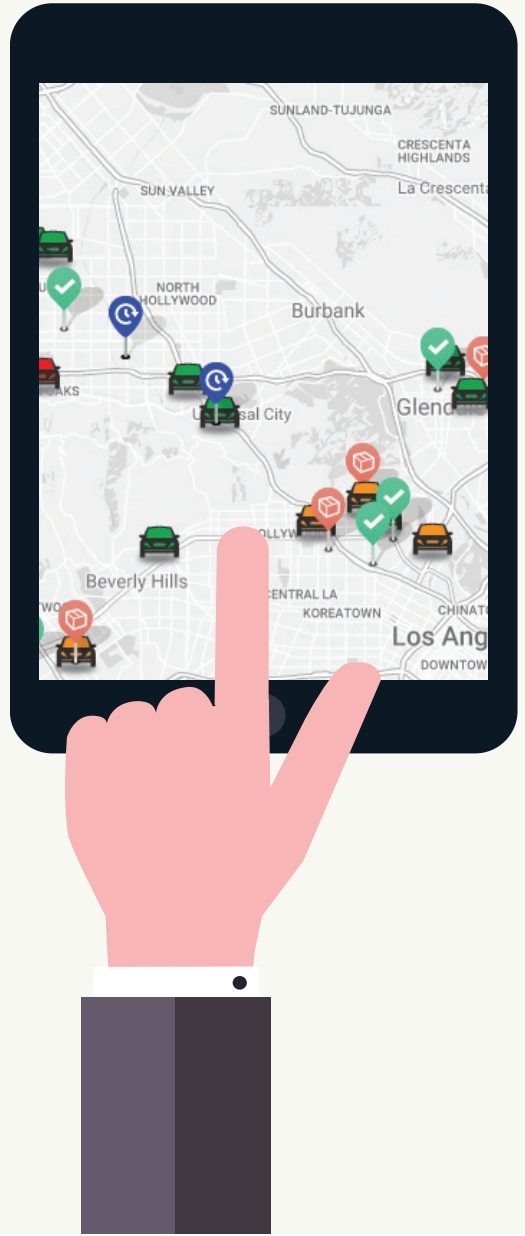 SUNLAND-TUJUNGA
CRESCENTA
HIGHLANDS
La Crescent
SUN VALLEY
NORTH
HOLLYWOOD
Burbank
OAKS
Glend
sal City
OLLYW
Beverly Hills
CENTRAL LA
KOREATOWN
CHINAT
Los Ang
DOWNTOW